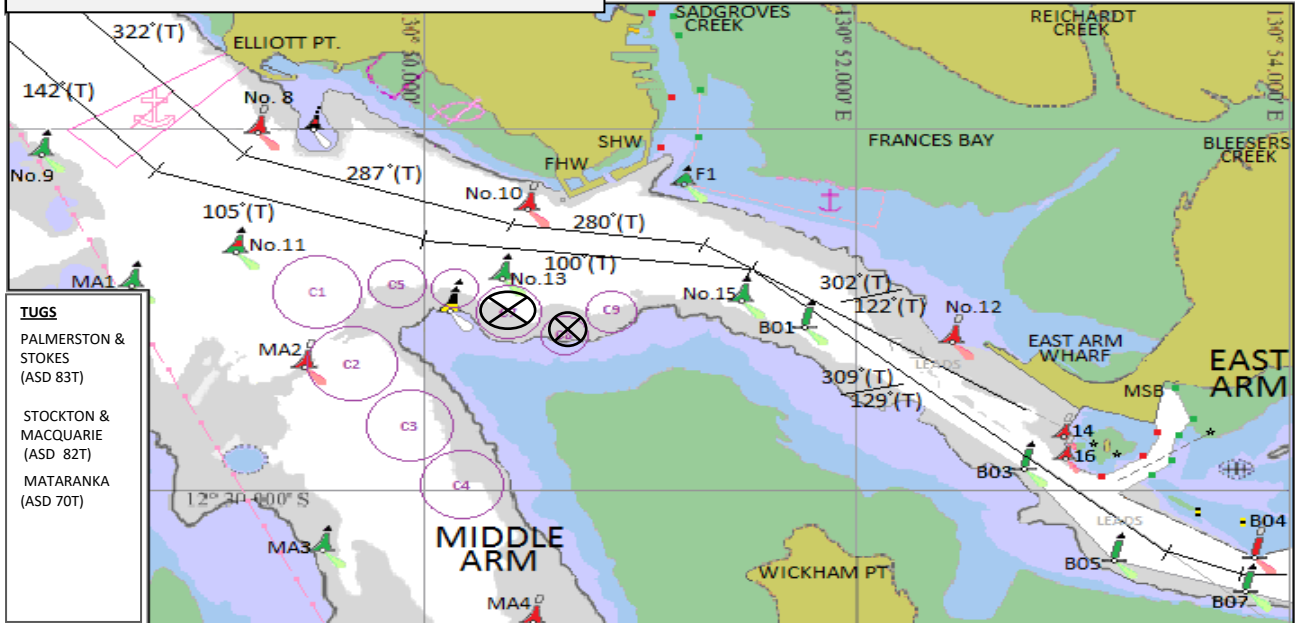 322°(T)
ELLIOTT PT.
130° 50.000'
SADGROVES
CREEK
130° 52.000' E
REICHARDT
CREEK
130° 54.000' E
142°(T)
No. 8
No.9
287°(T)
SHW
FHW
FRANCES BAY
BLEESERS
CREEK
F1
No.10
105°(T)
No.11
280°(T)
100°(T)
MA1
C1
C5
No.13
No.15
C9
B01
302°(T)
122°(T)
No.12
LEADS
EAST ARM
WHARF
EAST
ARM
MSB
TUGS
PALMERSTON &
STOKES
(ASD 83T)
STOCKTON &
MACQUARIE
(ASD 82T)
MATARANKA
(ASD 70T)
MA2
C2
309°(T)
129°(T)
C3
14
16
C4
B03
12° 30.000' S
MIDDLE
ARM
MA3
LEADS
B04
B05
WICKHAM PT
B07
MA4